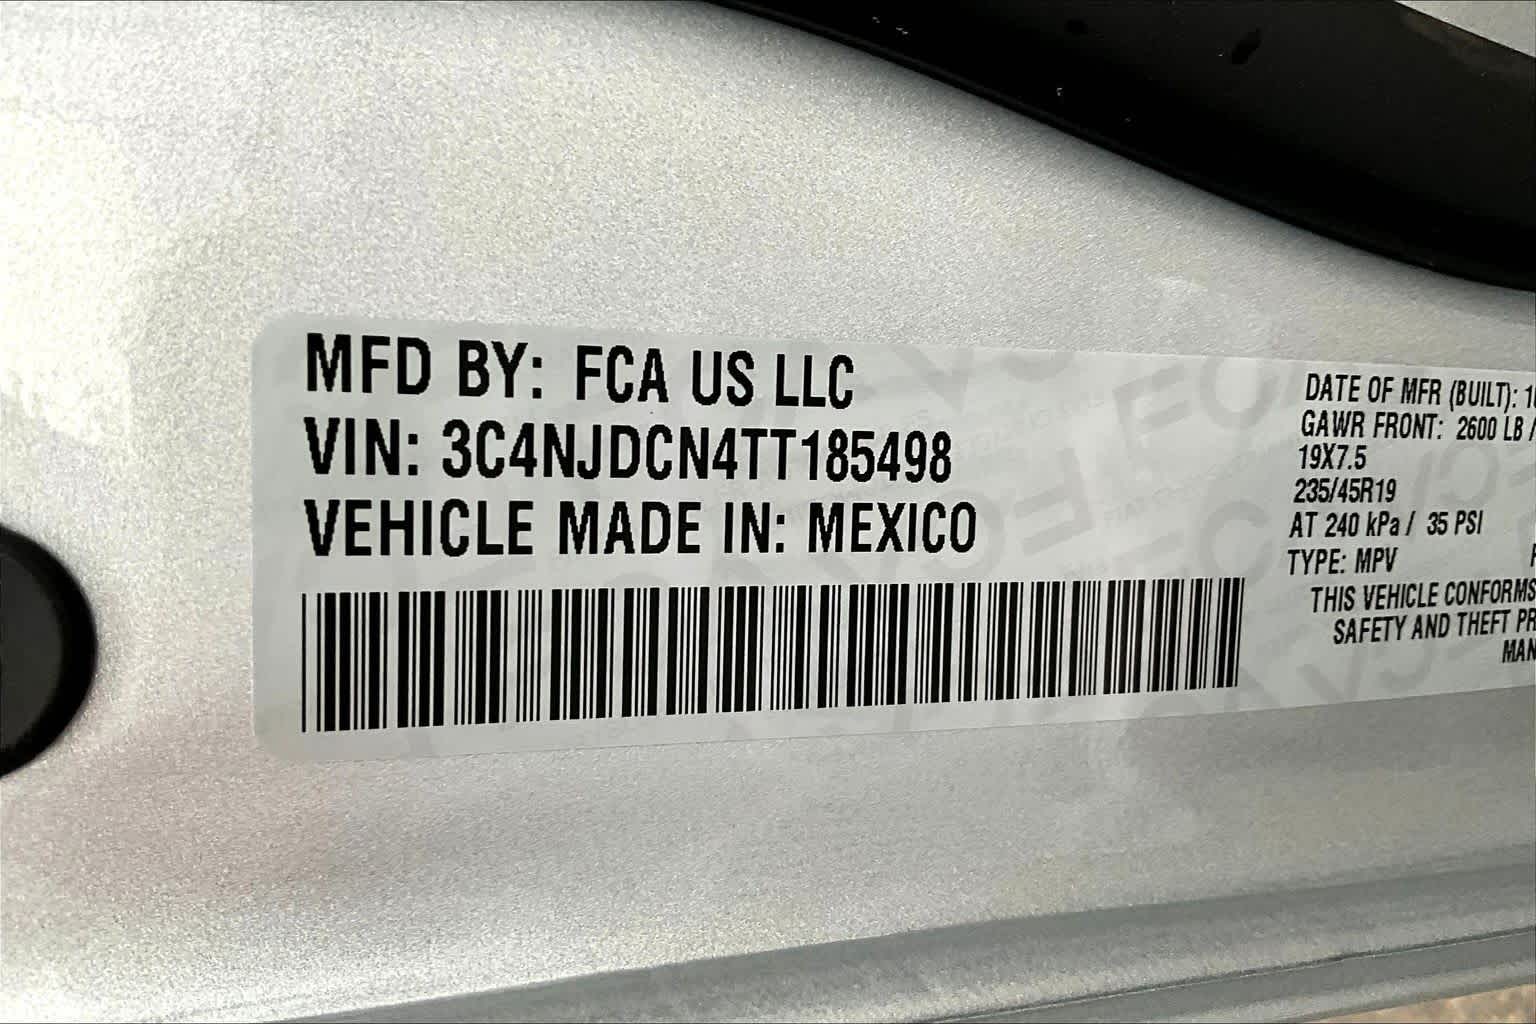 MFD BY: FCA US LLC
VIN: 3C4NJDCN4TT185498
VEHICLE MADE IN: MEXICO
DATE OF MFR (BUILT):
GAWR FRONT: 2600 LB /
19X7.5
235/45R19
AT 240 kPa / 35 PSI
TYPE: MPV
THIS VEHICLE CONFORMS
SAFETY AND THEFT